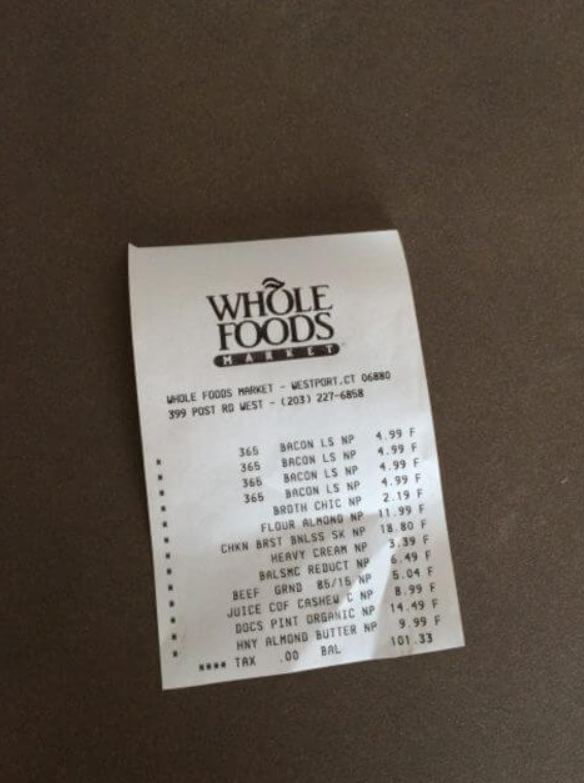 WHOLE
FOODS
MARKET
WHOLE FOODS MARKET - WESTPORT,CT 06880
399 POST RD WEST - (203) 227-6858
365 BACON LS NP 4.99 F
365 BACON LS NP 4.99 F
365 BACON LS NP 4.99 F
365 BACON LS NP 4.99 F
BROTH CHIC NP 2.19 F
FLOUR ALMOND NP 11.99 F
CHKN BRST BNLSS SK NP 18.80 F
HEAVY CREAM NP 3.39 F
BALSMC REDUCT NP 6.49 F
BEEF GRND 85/15 NP 5.04 F
JUICE COF CASHEW C NP 8.99 F
DOCS PINT ORGANIC NP 14.49 F
HNY ALMOND BUTTER NP 9.99 F
**** TAX .00 BAL 101.33